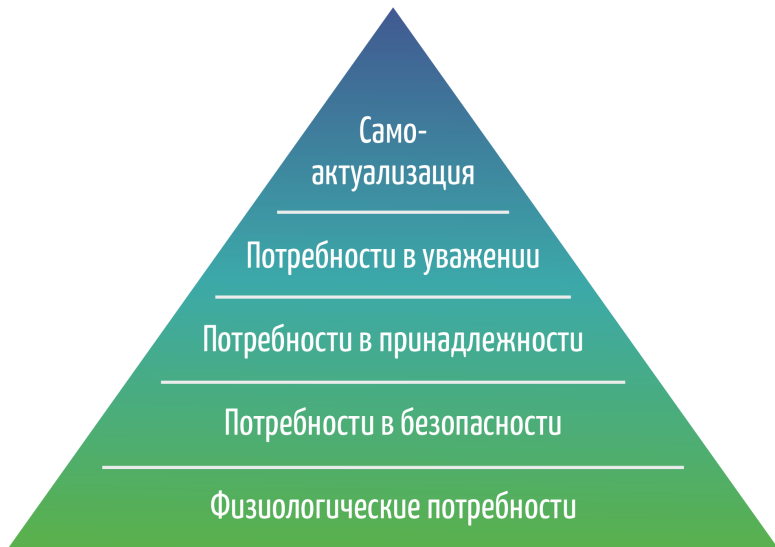 Само-
актуализация
Потребности в уважении
Потребности в принадлежности
Потребности в безопасности
Физиологические потребности